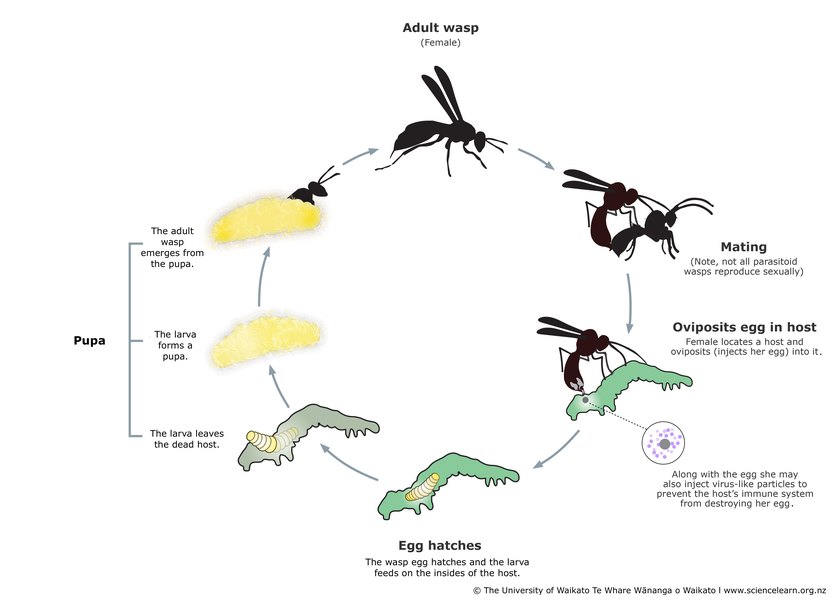 Adult wasp
(Female)
Mating
(Note, not all parasitoid
wasps reproduce sexually)
Oviposits egg in host
Female locates a host and
oviposits (injects her egg) into it.
Along with the egg she may
also inject virus-like particles to
prevent the host's immune system
from destroying her egg.
Egg hatches
The wasp egg hatches and the larva
feeds on the insides of the host.
The larva leaves
the dead host.
The larva
forms a
pupa.
Pupa
The adult
wasp
emerges from
the pupa.
© The University of Waikato Te Whare Wānanga o Waikato l www.sciencelearn.org.nz